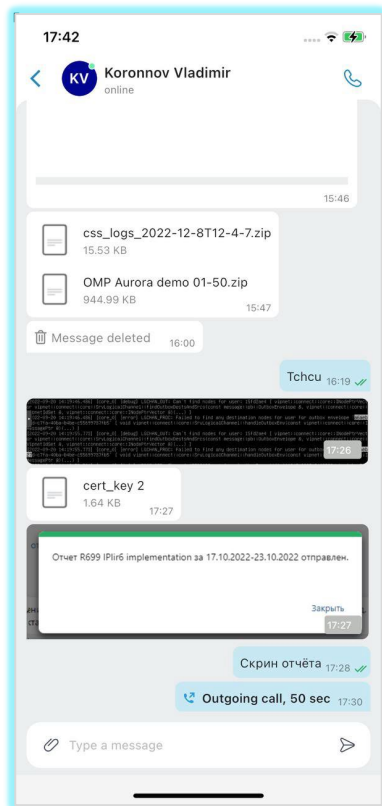 17:42
KV
Koronnov Vladimir
online
15:46
css_logs_2022-12-8T12-4-7.zip
15.53 KB
OMP Aurora demo 01-50.zip
944.99 KB
15:47
Message deleted 16:00
Tchcu 16:19
17:26
cert_key 2
1.64 KB
17:27
Отчет R699 IPlir6 implementation за 17.10.2022-23.10.2022 отправлен.
Закрыть
17:27
Скрин отчёта 17:28
Outgoing call, 50 sec 17:30
Type a message